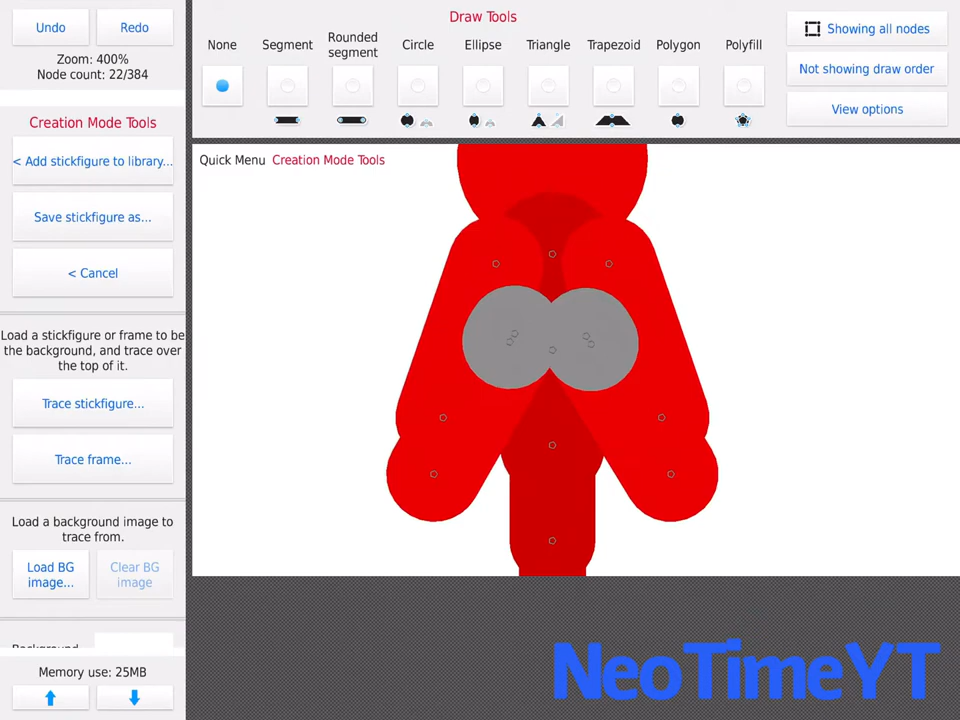 Undo
Redo
Zoom: 400%
Node count: 22/384
Creation Mode Tools
< Add stickfigure to library...
Save stickfigure as...
< Cancel
Load a stickfigure or frame to be
the background, and trace over
the top of it.
Trace stickfigure...
Trace frame...
Load a background image to
trace from.
Load BG
image...
Clear BG
image
Background
Memory use: 25MB
Draw Tools
None
Segment
Rounded
segment
Circle
Ellipse
Triangle
Trapezoid
Polygon
Polyfill
Showing all nodes
Not showing draw order
View options
Quick Menu Creation Mode Tools
NeoTimeYT